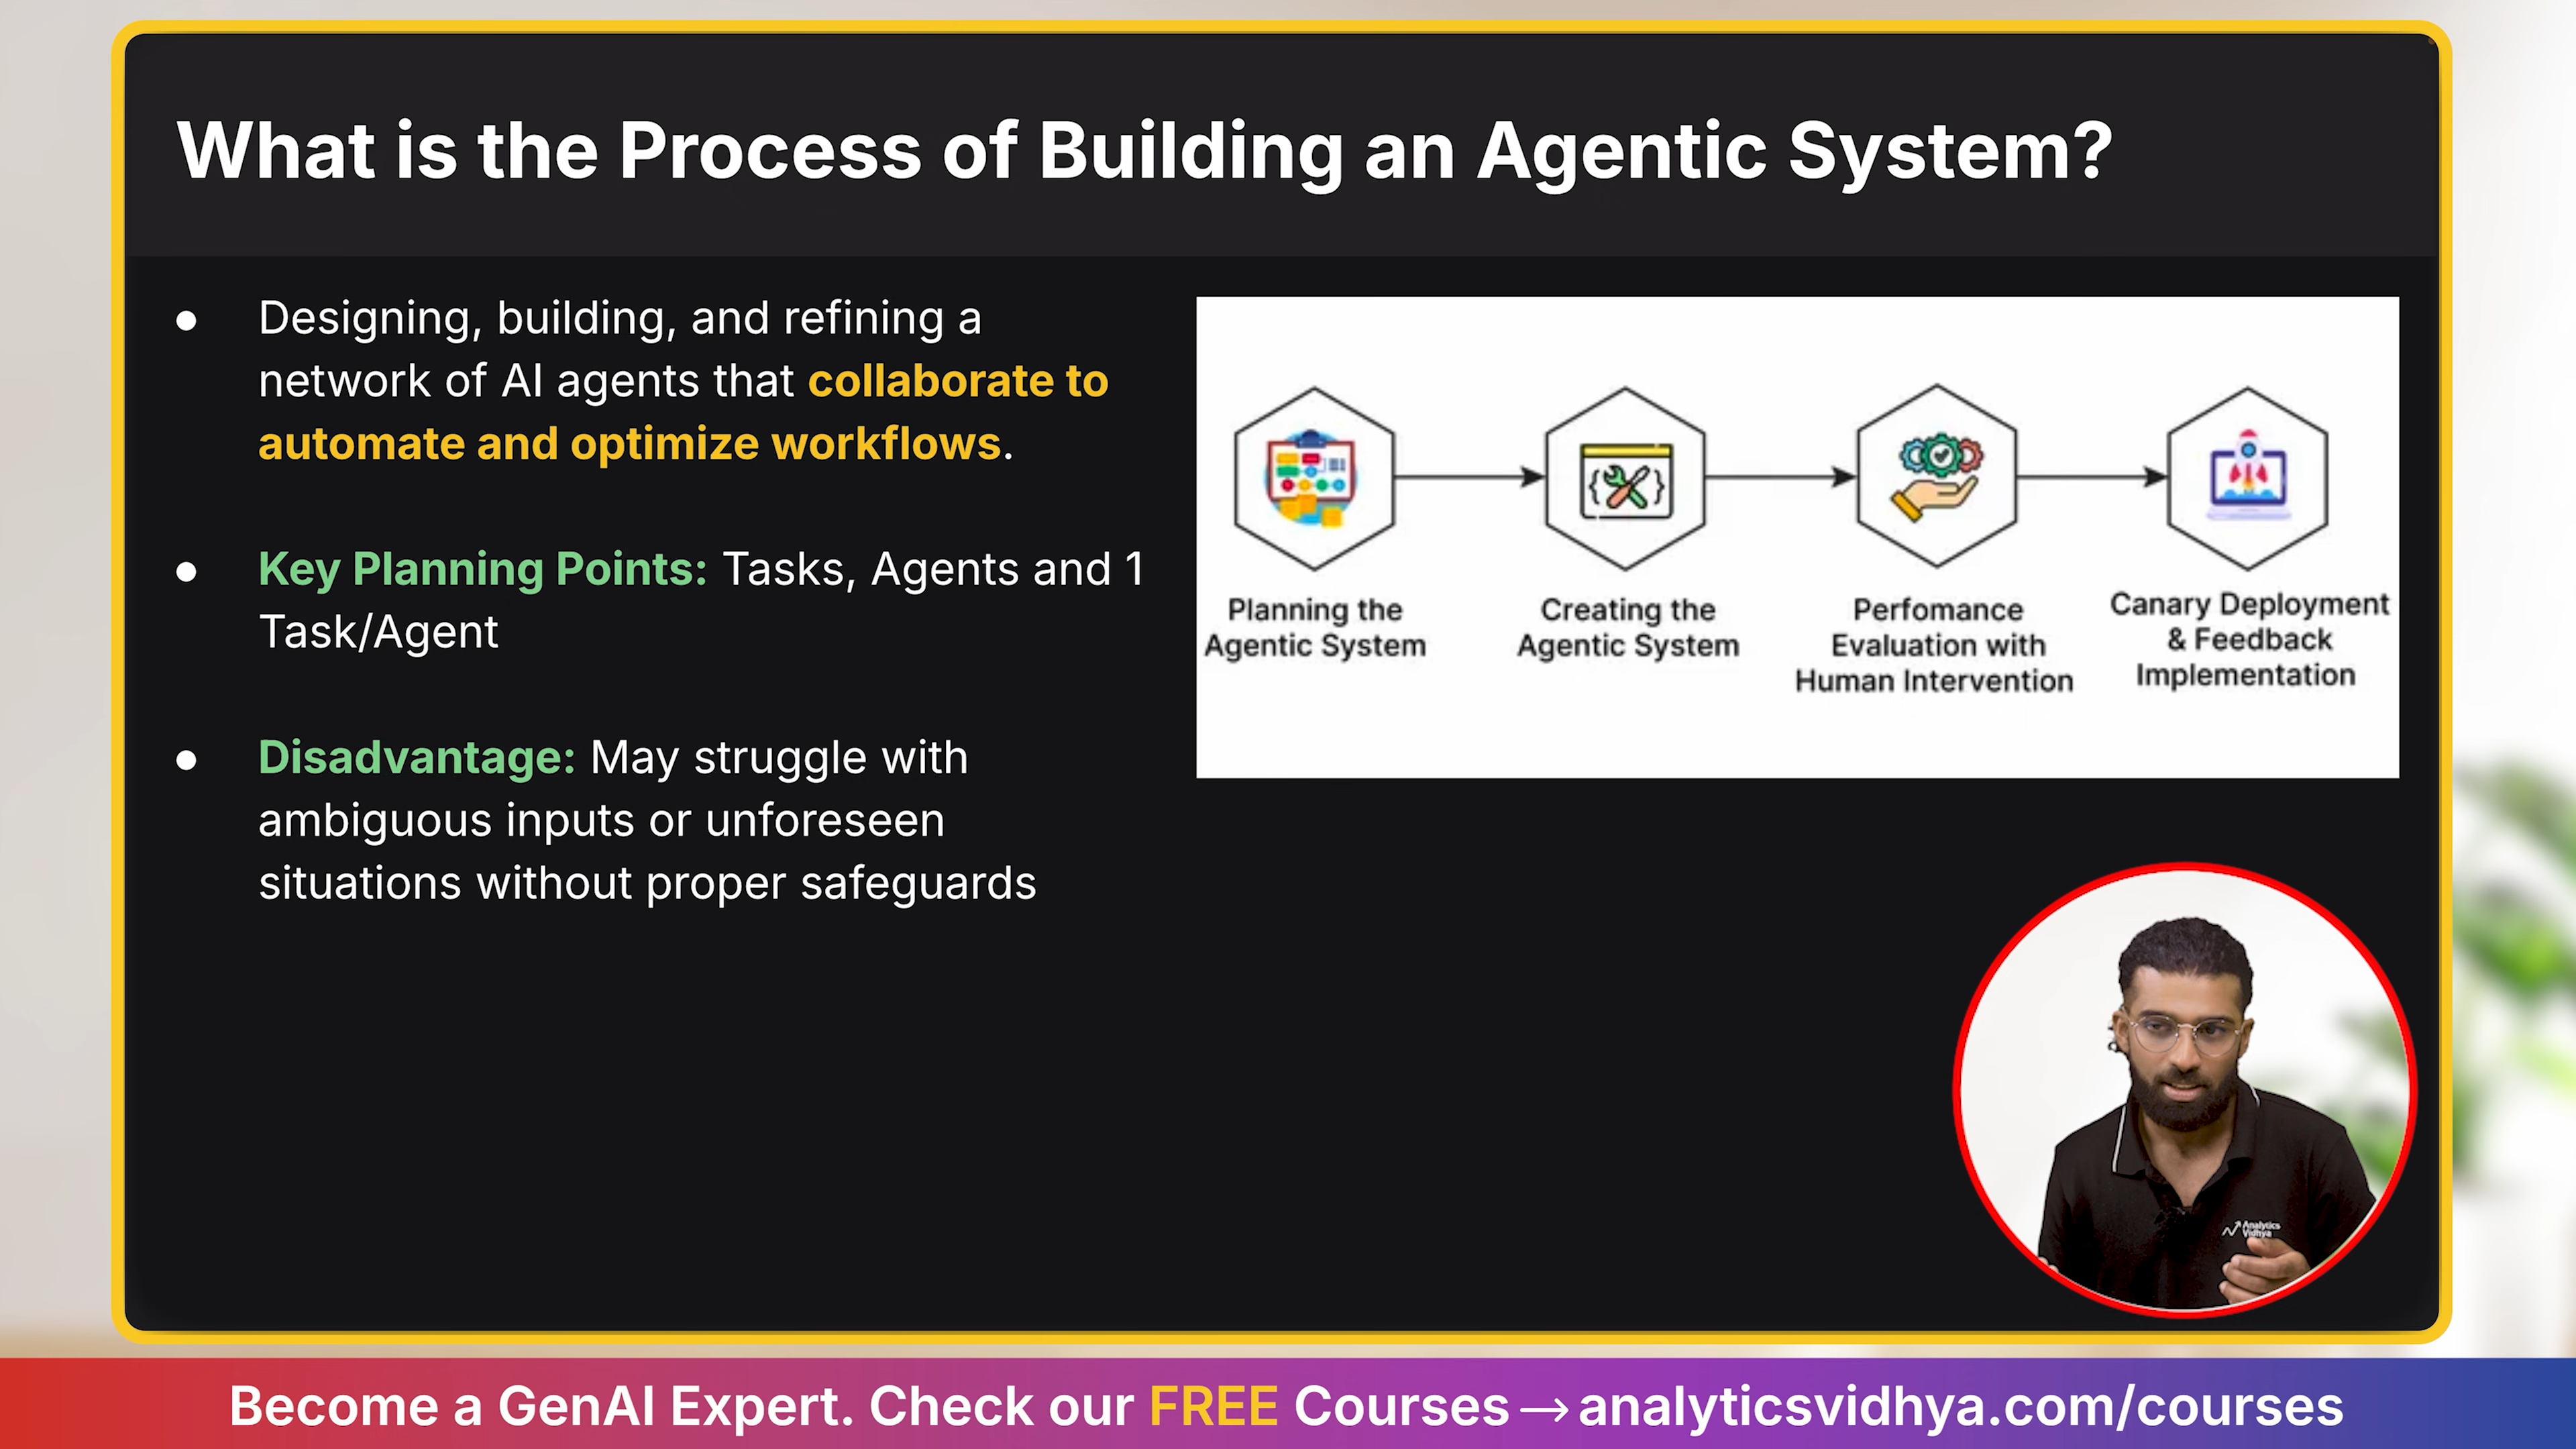 What is the Process of Building an Agentic System?
● Designing, building, and refining a
network of AI agents that collaborate to
automate and optimize workflows.
● Key Planning Points: Tasks, Agents and 1
Task/Agent
● Disadvantage: May struggle with
ambiguous inputs or unforeseen
situations without proper safeguards
Planning the
Agentic System
Creating the
Agentic System
Perfomance
Evaluation with
Human Intervention
Canary Deployment
& Feedback
Implementation
Analytics
Vidhya
Become a GenAI Expert. Check our FREE Courses → analyticsvidhya.com/courses